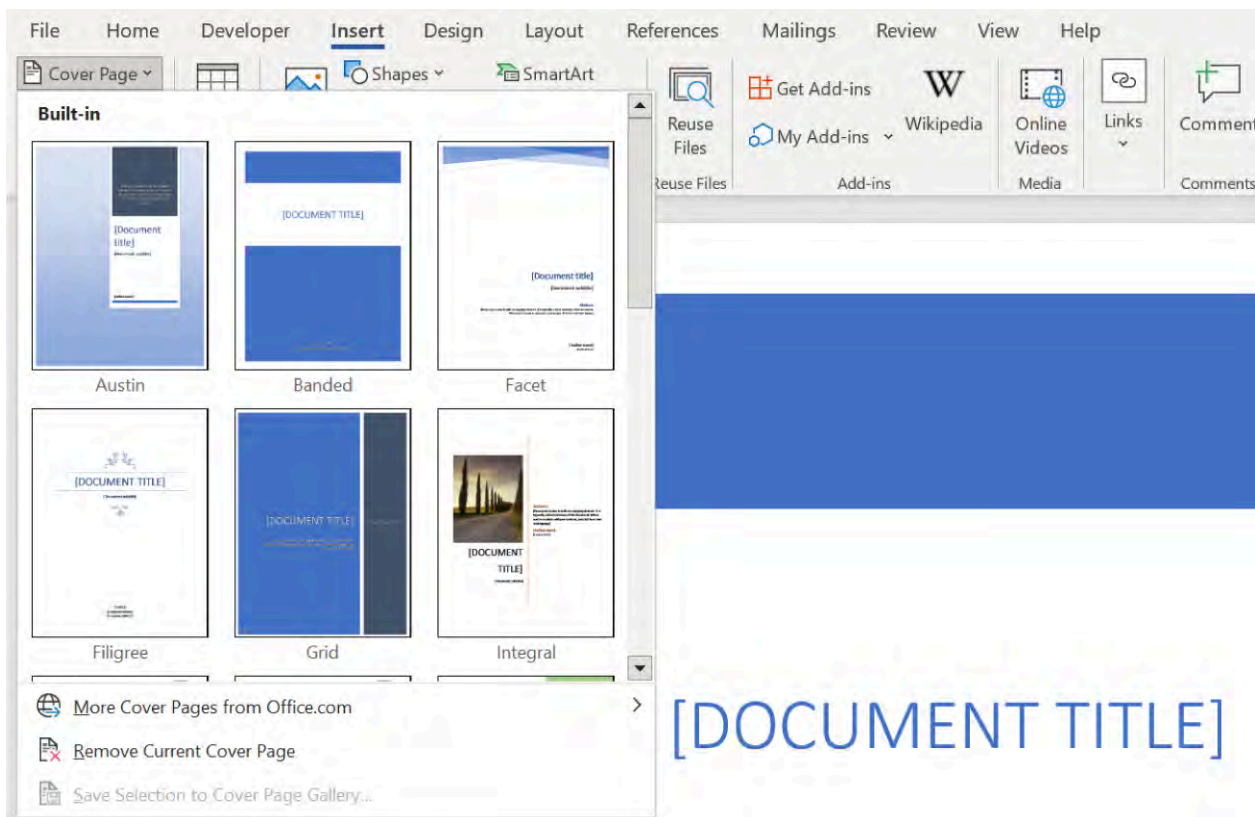 File Home Developer Insert Design Layout References Mailings Review View Help
Cover Page
Shapes
SmartArt
Reuse
Files
Get Add-ins
My Add-ins
Wikipedia
Online
Videos
Links
Comment
Reuse Files
Add-ins
Media
Comments
Built-in
[Document
title]
[DOCUMENT TITLE]
[Document title]
[Document subtitle]
Austin Banded Facet
[DOCUMENT TITLE]
[DOCUMENT TITLE]
[DOCUMENT
TITLE]
Filigree Grid Integral
More Cover Pages from Office.com
Remove Current Cover Page
Save Selection to Cover Page Gallery...
[DOCUMENT TITLE]